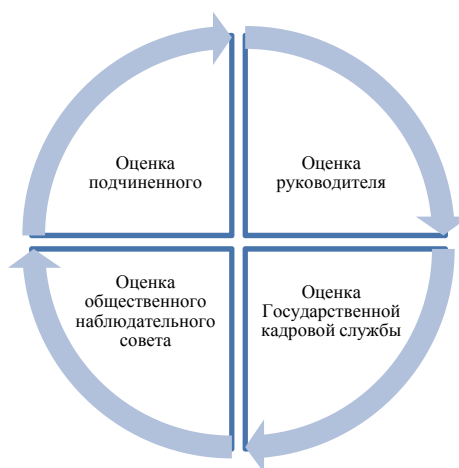 Оценка
подчиненного
Оценка
руководителя
Оценка
общественного
наблюдательного
совета
Оценка
Государственной
кадровой службы